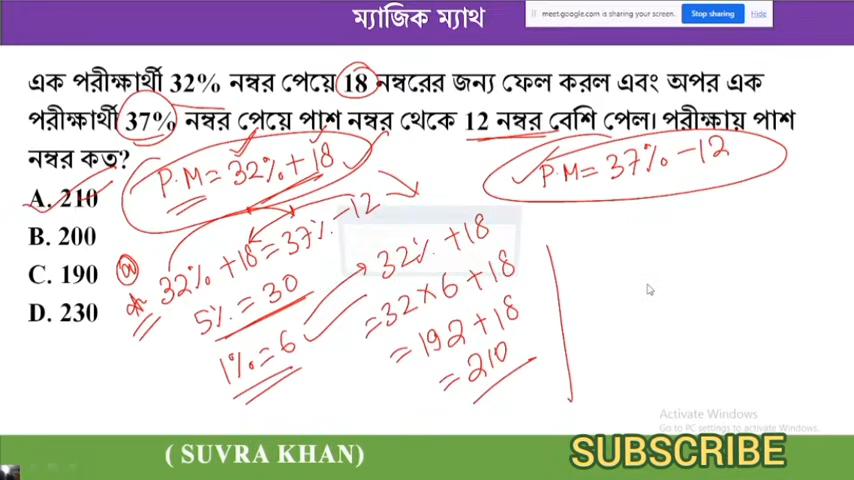 ম্যাজিক ম্যাথ
meet.google.com is sharing your screen. Stop sharing Hide
এক পরীক্ষার্থী 32% নম্বর পেয়ে 18 নম্বরের জন্য ফেল করল এবং অপর এক
পরীক্ষার্থী 37% নম্বর পেয়ে পাশ নম্বর থেকে 12 নম্বর বেশি পেল। পরীক্ষায় পাশ
নম্বর কত?
P.M = 32% + 18
P.M = 37% - 12
A. 210
B. 200
C. 190
D. 230
32% + 18 = 37% - 12
5% = 30
1% = 6
32% + 18
= 32 × 6 + 18
= 192 + 18
= 210
Activate Windows
Go to PC settings to activate Windows.
( SUVRA KHAN)
SUBSCRIBE